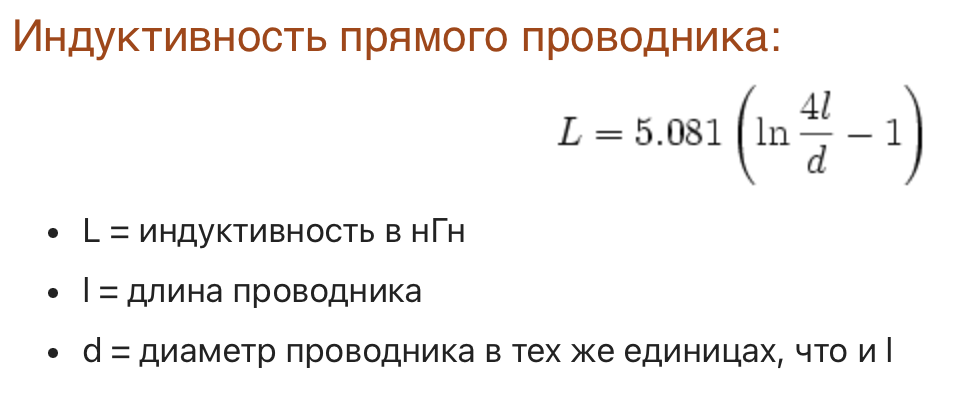 Индуктивность прямого проводника:
L = 5.081 (ln 4l/d − 1)
• L = индуктивность в нГн
• l = длина проводника
• d = диаметр проводника в тех же единицах, что и l